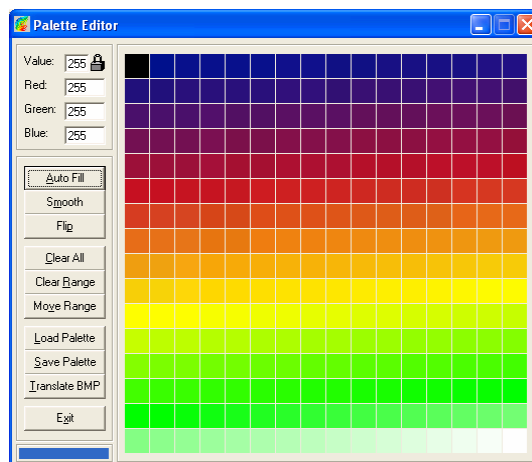 Palette Editor
Value: 255
Red: 255
Green: 255
Blue: 255
Auto Fill
Smooth
Flip
Clear All
Clear Range
Move Range
Load Palette
Save Palette
Translate BMP
Exit